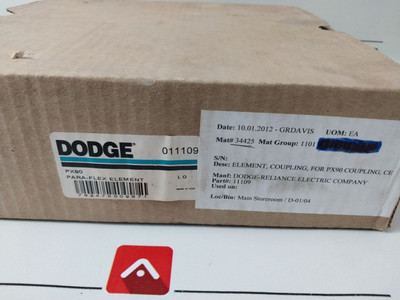 DODGE 011109
PX90
PARA-FLEX ELEMENT LO
Date: 10.01.2012 - GRDAVIS UOM: EA
Mat# 34425 Mat Group: 1101
S/N:
Desc: ELEMENT, COUPLING, FOR PX90 COUPLING, CE
Manf: DODGE-RELIANCE ELECTRIC COMPANY
Part#: 11109
Used on:
Loc/Bin: Main Storeroom / D-01/04